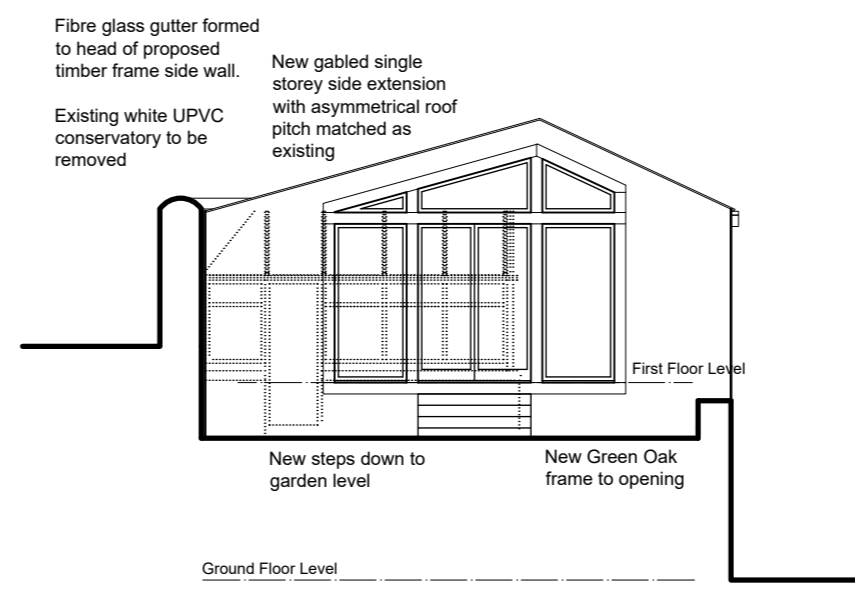 Fibre glass gutter formed
to head of proposed
timber frame side wall.
Existing white UPVC
conservatory to be
removed
New gabled single
storey side extension
with asymmetrical roof
pitch matched as
existing
First Floor Level
New steps down to
garden level
New Green Oak
frame to opening
Ground Floor Level